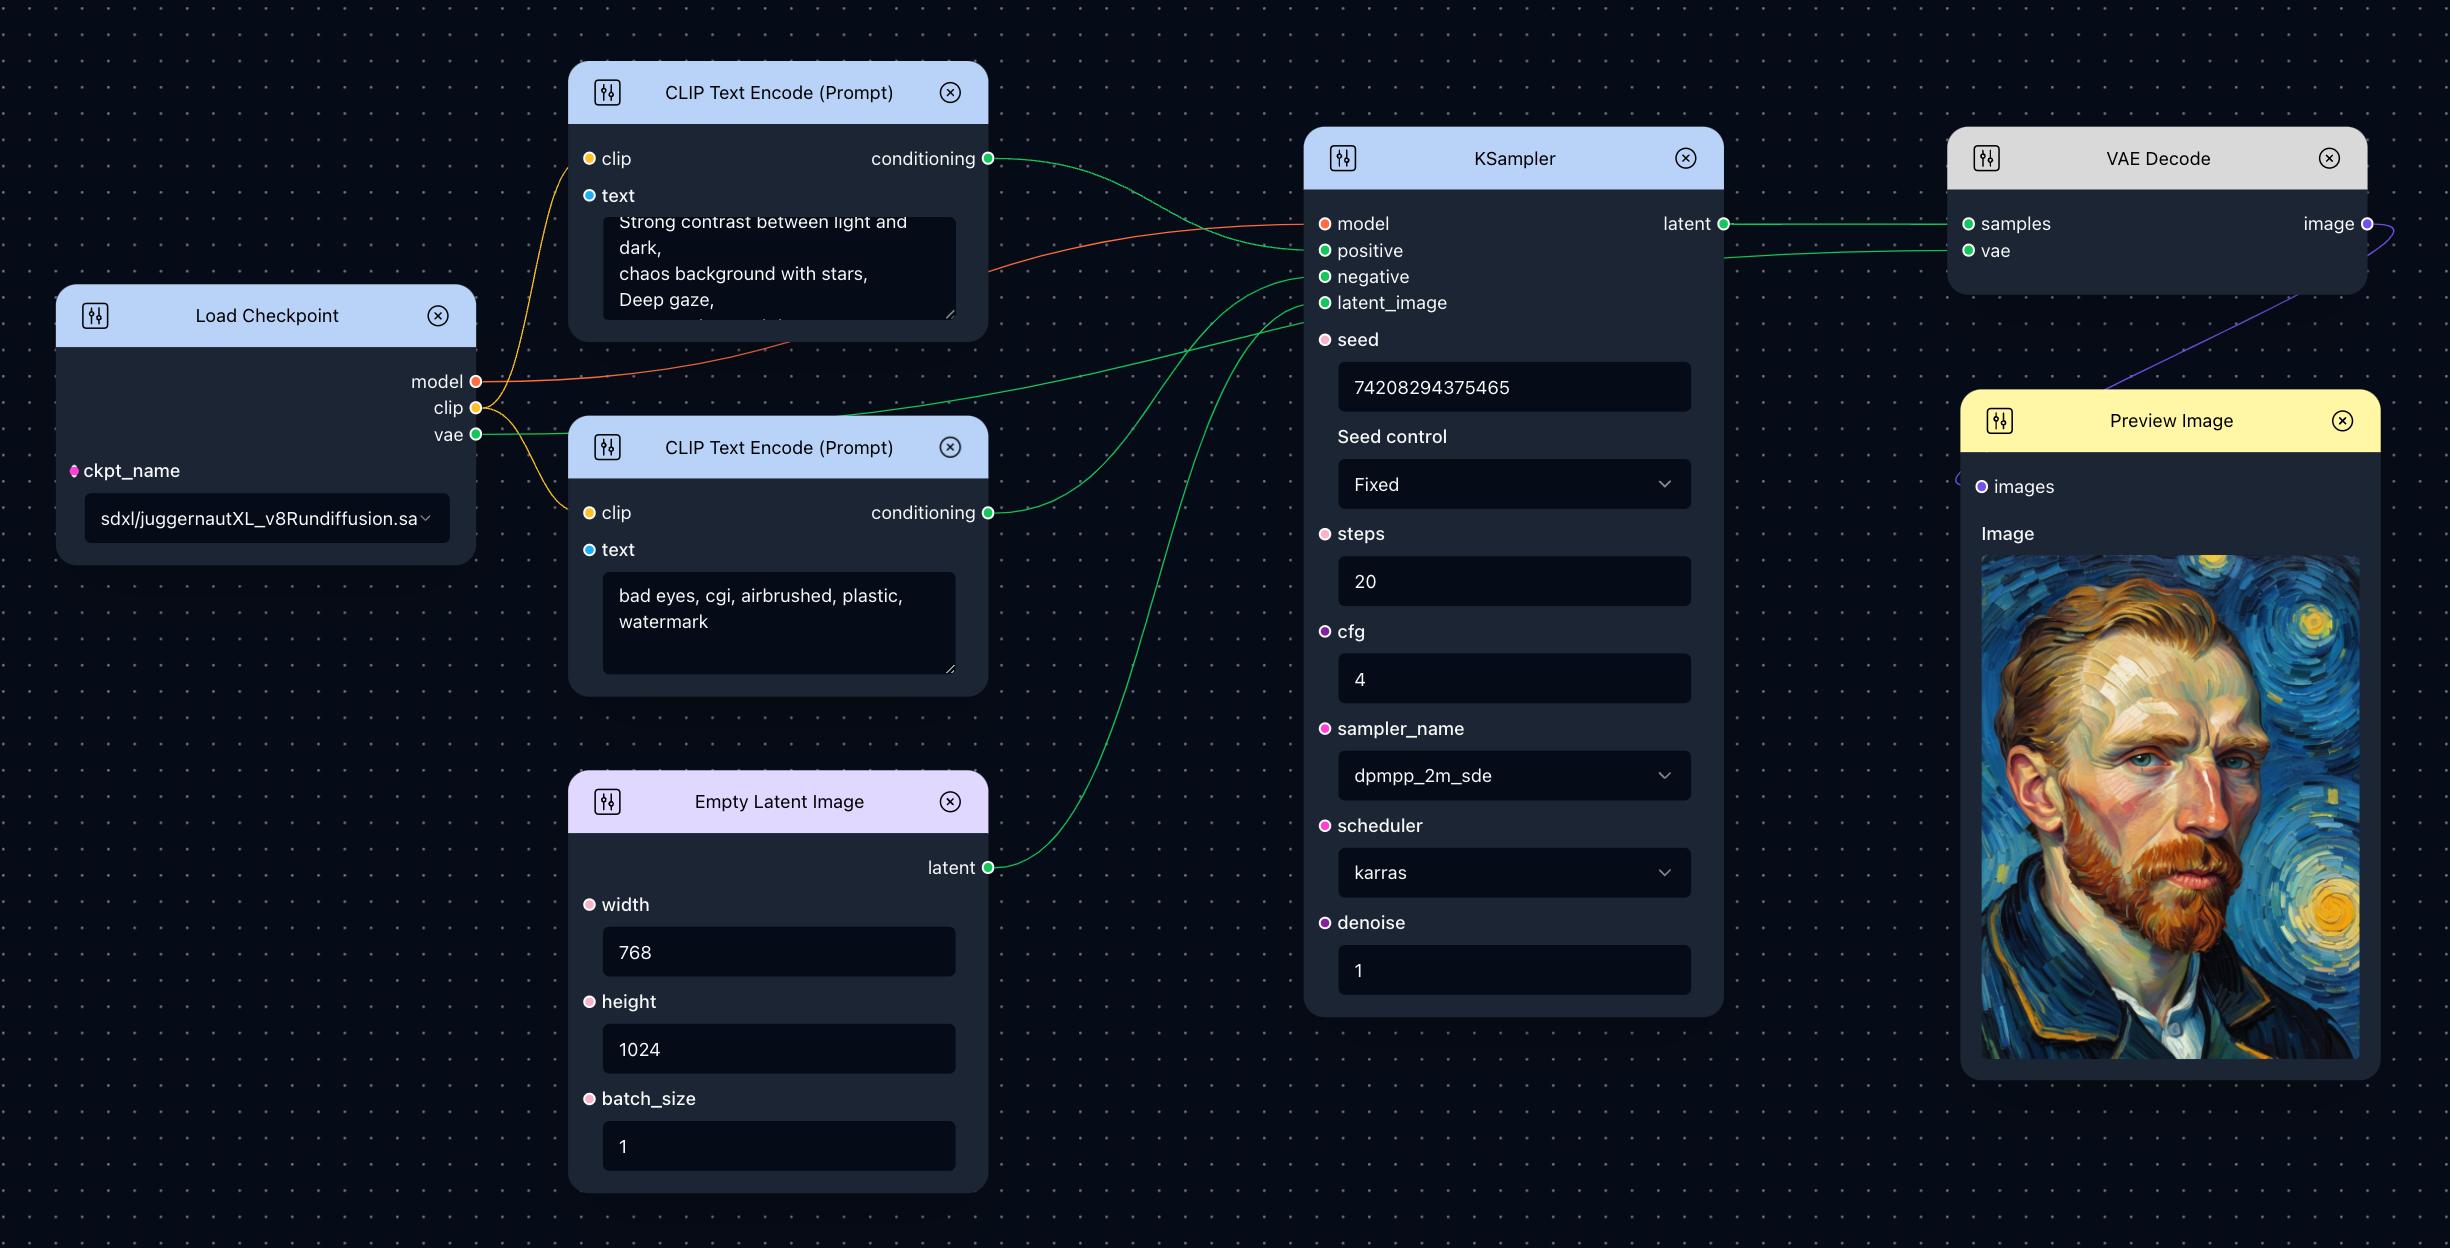 Load Checkpoint
model
clip
vae
ckpt_name
sdxl/juggernautXL_v8Rundiffusion.sa
CLIP Text Encode (Prompt)
clip conditioning
text
Strong contrast between light and
dark,
chaos background with stars,
Deep gaze,
CLIP Text Encode (Prompt)
clip conditioning
text
bad eyes, cgi, airbrushed, plastic,
watermark
Empty Latent Image
latent
width
768
height
1024
batch_size
1
KSampler
model latent
positive
negative
latent_image
seed
74208294375465
Seed control
Fixed
steps
20
cfg
4
sampler_name
dpmpp_2m_sde
scheduler
karras
denoise
1
VAE Decode
samples image
vae
Preview Image
images
Image